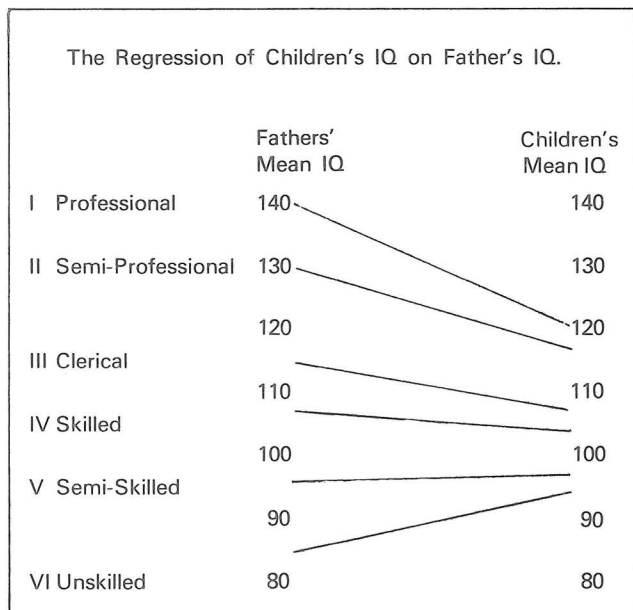 The Regression of Children's IQ on Father's IQ.
Fathers' Mean IQ
Children's Mean IQ
I Professional 140 140
II Semi-Professional 130 130
120 120
III Clerical
110 110
IV Skilled
100 100
V Semi-Skilled
90 90
VI Unskilled 80 80